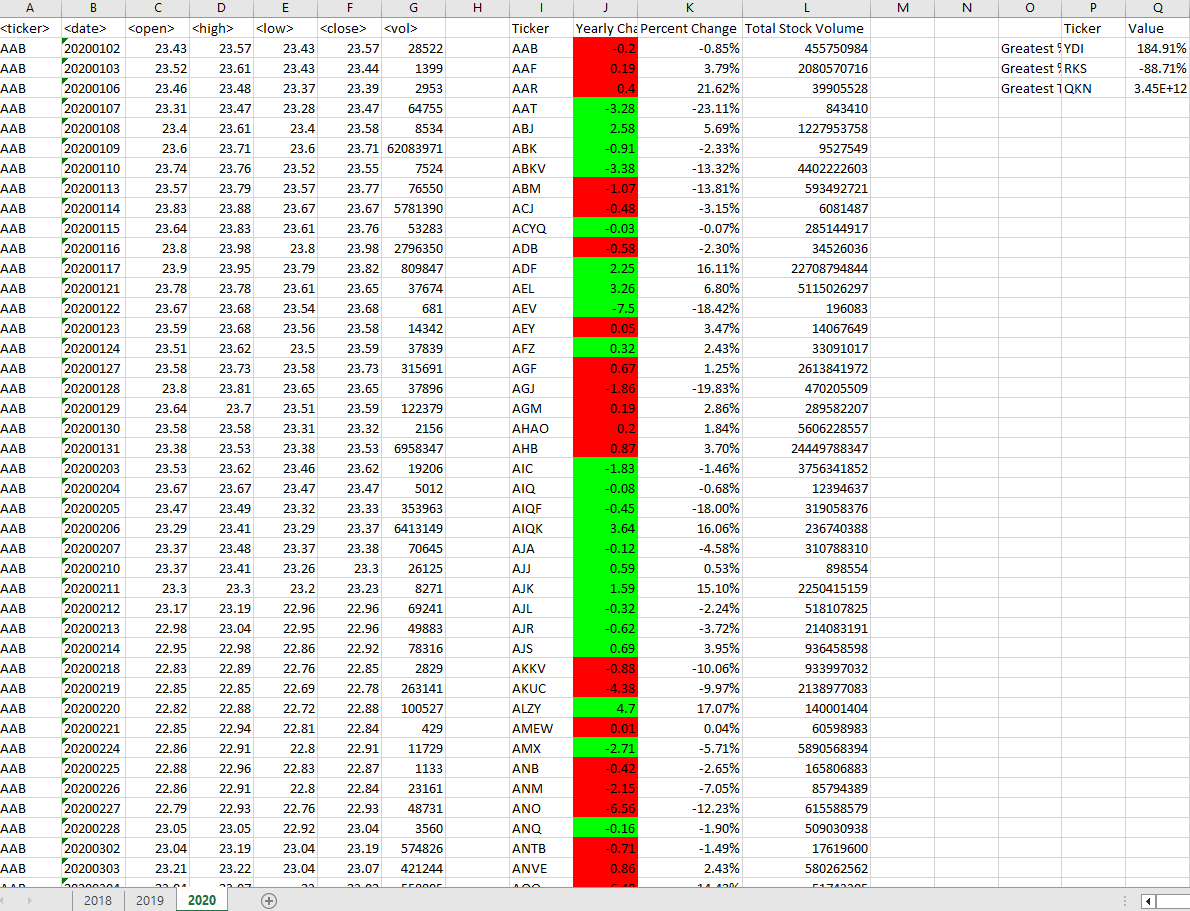 A B C D E F G H I J K L M N O P Q
<ticker> <date> <open> <high> <low> <close> <vol> Ticker Yearly Cha Percent Change Total Stock Volume Ticker Value
AAB 20200102 23.43 23.57 23.43 23.57 28522 AAB -0.2 -0.85% 455750984 Greatest % YDI 184.91%
AAB 20200103 23.52 23.61 23.43 23.44 1399 AAF 0.19 3.79% 2080570716 Greatest % RKS -88.71%
AAB 20200106 23.46 23.48 23.37 23.39 2953 AAR 0.4 21.62% 39905528 Greatest T QKN 3.45E+12
AAB 20200107 23.31 23.47 23.28 23.47 64755 AAT -3.28 -23.11% 843410
AAB 20200108 23.4 23.61 23.4 23.58 8534 ABJ 2.58 5.69% 1227953758
AAB 20200109 23.6 23.71 23.6 23.71 62083971 ABK -0.91 -2.33% 9527549
AAB 20200110 23.74 23.76 23.52 23.55 7524 ABKV -3.38 -13.32% 4402222603
AAB 20200113 23.57 23.79 23.57 23.77 76550 ABM -1.07 -13.81% 593492721
AAB 20200114 23.83 23.88 23.67 23.67 5781390 ACJ -0.48 -3.15% 6081487
AAB 20200115 23.64 23.83 23.61 23.76 53283 ACYQ -0.03 -0.07% 285144917
AAB 20200116 23.8 23.98 23.8 23.98 2796350 ADB -0.58 -2.30% 34526036
AAB 20200117 23.9 23.95 23.79 23.82 809847 ADF 2.25 16.11% 22708794844
AAB 20200121 23.78 23.78 23.61 23.65 37674 AEL 3.26 6.80% 5115026297
AAB 20200122 23.67 23.68 23.54 23.68 681 AEV -7.5 -18.42% 196083
AAB 20200123 23.59 23.68 23.56 23.58 14342 AEY 0.05 3.47% 14067649
AAB 20200124 23.51 23.62 23.5 23.59 37839 AFZ 0.32 2.43% 33091017
AAB 20200127 23.58 23.73 23.58 23.73 315691 AGF 0.67 1.25% 2613841972
AAB 20200128 23.8 23.81 23.65 23.65 37896 AGJ -1.86 -19.83% 470205509
AAB 20200129 23.64 23.7 23.51 23.59 122379 AGM 0.19 2.86% 289582207
AAB 20200130 23.58 23.58 23.31 23.32 2156 AHAO 0.2 1.84% 5606228557
AAB 20200131 23.38 23.53 23.38 23.53 6958347 AHB 0.87 3.70% 24449788347
AAB 20200203 23.53 23.62 23.46 23.62 19206 AIC -1.83 -1.46% 3756341852
AAB 20200204 23.67 23.67 23.47 23.47 5012 AIQ -0.08 -0.68% 12394637
AAB 20200205 23.47 23.49 23.32 23.33 353963 AIQF -0.45 -18.00% 319058376
AAB 20200206 23.29 23.41 23.29 23.37 6413149 AIQK 3.64 16.06% 236740388
AAB 20200207 23.37 23.48 23.37 23.38 70645 AJA -0.12 -4.58% 310788310
AAB 20200210 23.37 23.41 23.26 23.3 26125 AJJ 0.59 0.53% 898554
AAB 20200211 23.3 23.3 23.2 23.23 8271 AJK 1.59 15.10% 2250415159
AAB 20200212 23.17 23.19 22.96 22.96 69241 AJL -0.32 -2.24% 518107825
AAB 20200213 22.98 23.04 22.95 22.96 49883 AJR -0.62 -3.72% 214083191
AAB 20200214 22.95 22.98 22.86 22.92 78316 AJS 0.69 3.95% 936458598
AAB 20200218 22.83 22.89 22.76 22.85 2829 AKKV -0.88 -10.06% 933997032
AAB 20200219 22.85 22.85 22.69 22.78 263141 AKUC -4.38 -9.97% 2138977083
AAB 20200220 22.82 22.88 22.72 22.88 100527 ALZY 4.7 17.07% 140001404
AAB 20200221 22.85 22.94 22.81 22.84 429 AMEW 0.01 0.04% 60598983
AAB 20200224 22.86 22.91 22.8 22.91 11729 AMX -2.71 -5.71% 5890568394
AAB 20200225 22.88 22.96 22.83 22.87 1133 ANB -0.42 -2.65% 165806883
AAB 20200226 22.86 22.91 22.8 22.84 23161 ANM -2.15 -7.05% 85794389
AAB 20200227 22.79 22.93 22.76 22.93 48731 ANO -6.56 -12.23% 615588579
AAB 20200228 23.05 23.05 22.92 23.04 3560 ANQ -0.16 -1.90% 509030938
AAB 20200302 23.04 23.19 23.04 23.19 574826 ANTB -0.71 -1.49% 17619600
AAB 20200303 23.21 23.22 23.04 23.07 421244 ANVE 0.86 2.43% 580262562
2018 2019 2020